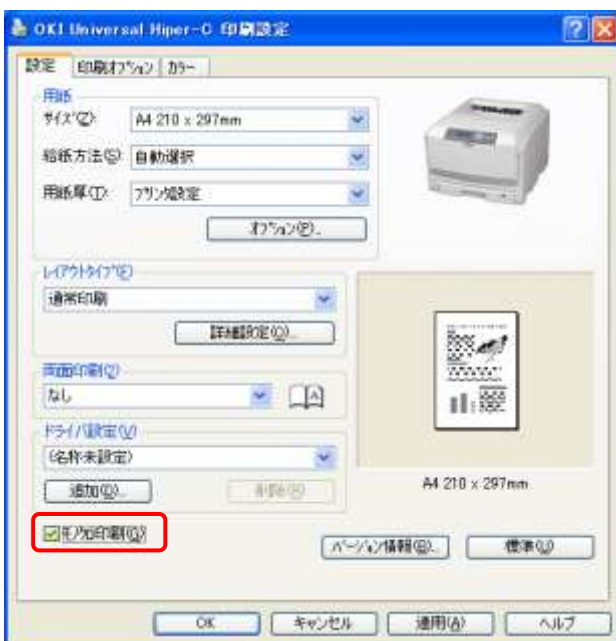 OKI Universal Hiper-C 印刷設定
設定 印刷オプション カラー
用紙
サイズ(Z): A4 210 x 297mm
給紙方法(S): 自動選択
用紙厚(T): プリンタ設定
オプション(P)...
レイアウトタイプ(E)
通常印刷
詳細設定(O)...
両面印刷(2)
なし
ドライバ設定(V)
(名称未設定)
追加(D)... 削除(R)
A4 210 x 297mm
モノクロ印刷(G)
バージョン情報(B)... 標準(U)
OK キャンセル 適用(A) ヘルプ